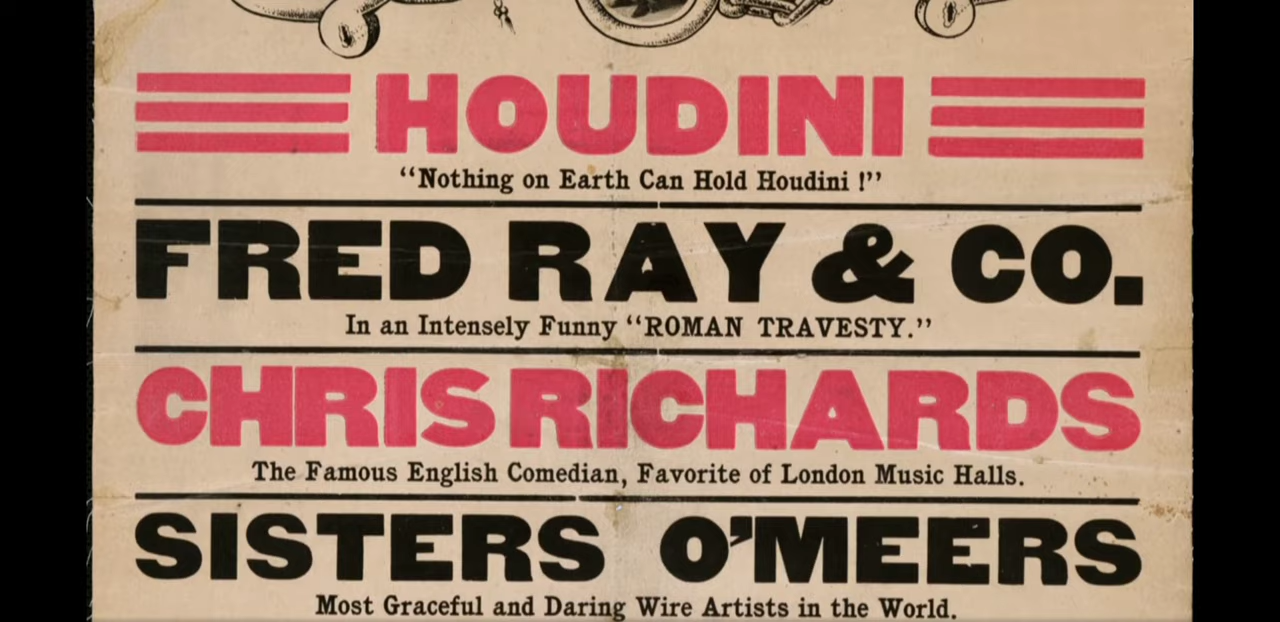 HOUDINI
“Nothing on Earth Can Hold Houdini !”
FRED RAY & CO.
In an Intensely Funny “ROMAN TRAVESTY.”
CHRIS RICHARDS
The Famous English Comedian, Favorite of London Music Halls.
SISTERS O’MEERS
Most Graceful and Daring Wire Artists in the World.